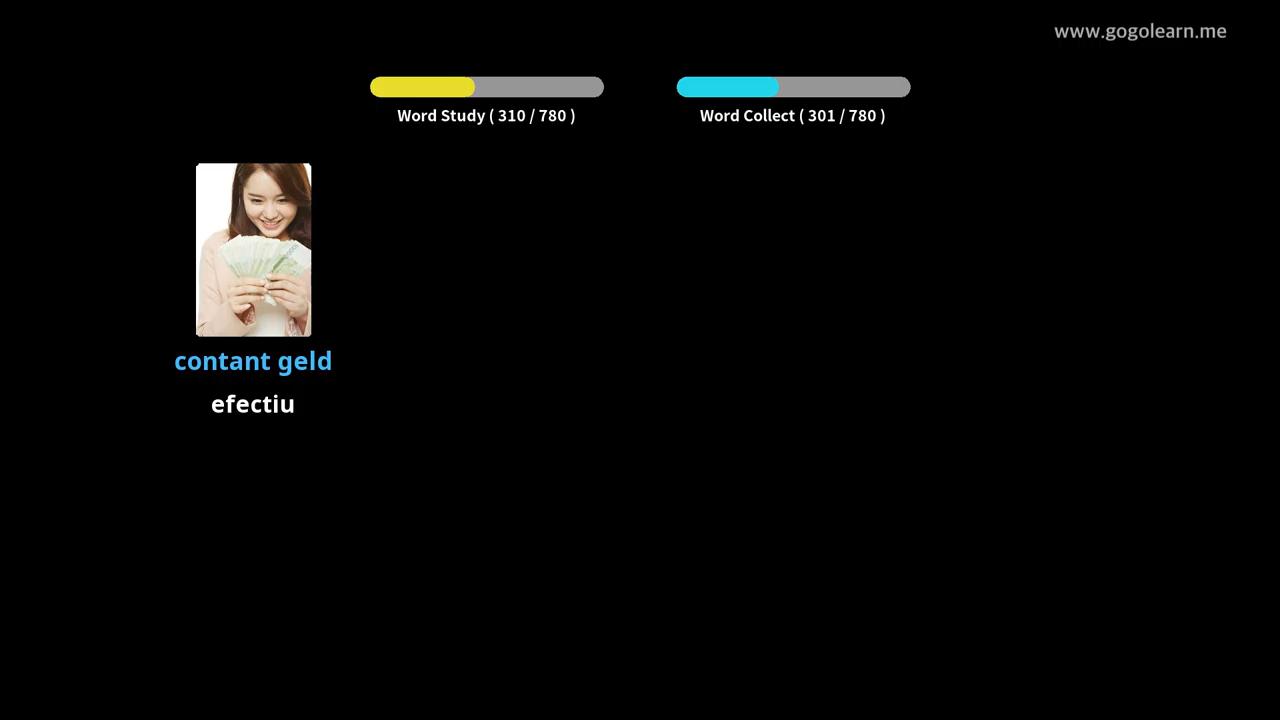 www.gogolearn.me
Word Study ( 310 / 780 )
Word Collect ( 301 / 780 )
contant geld
efectiu